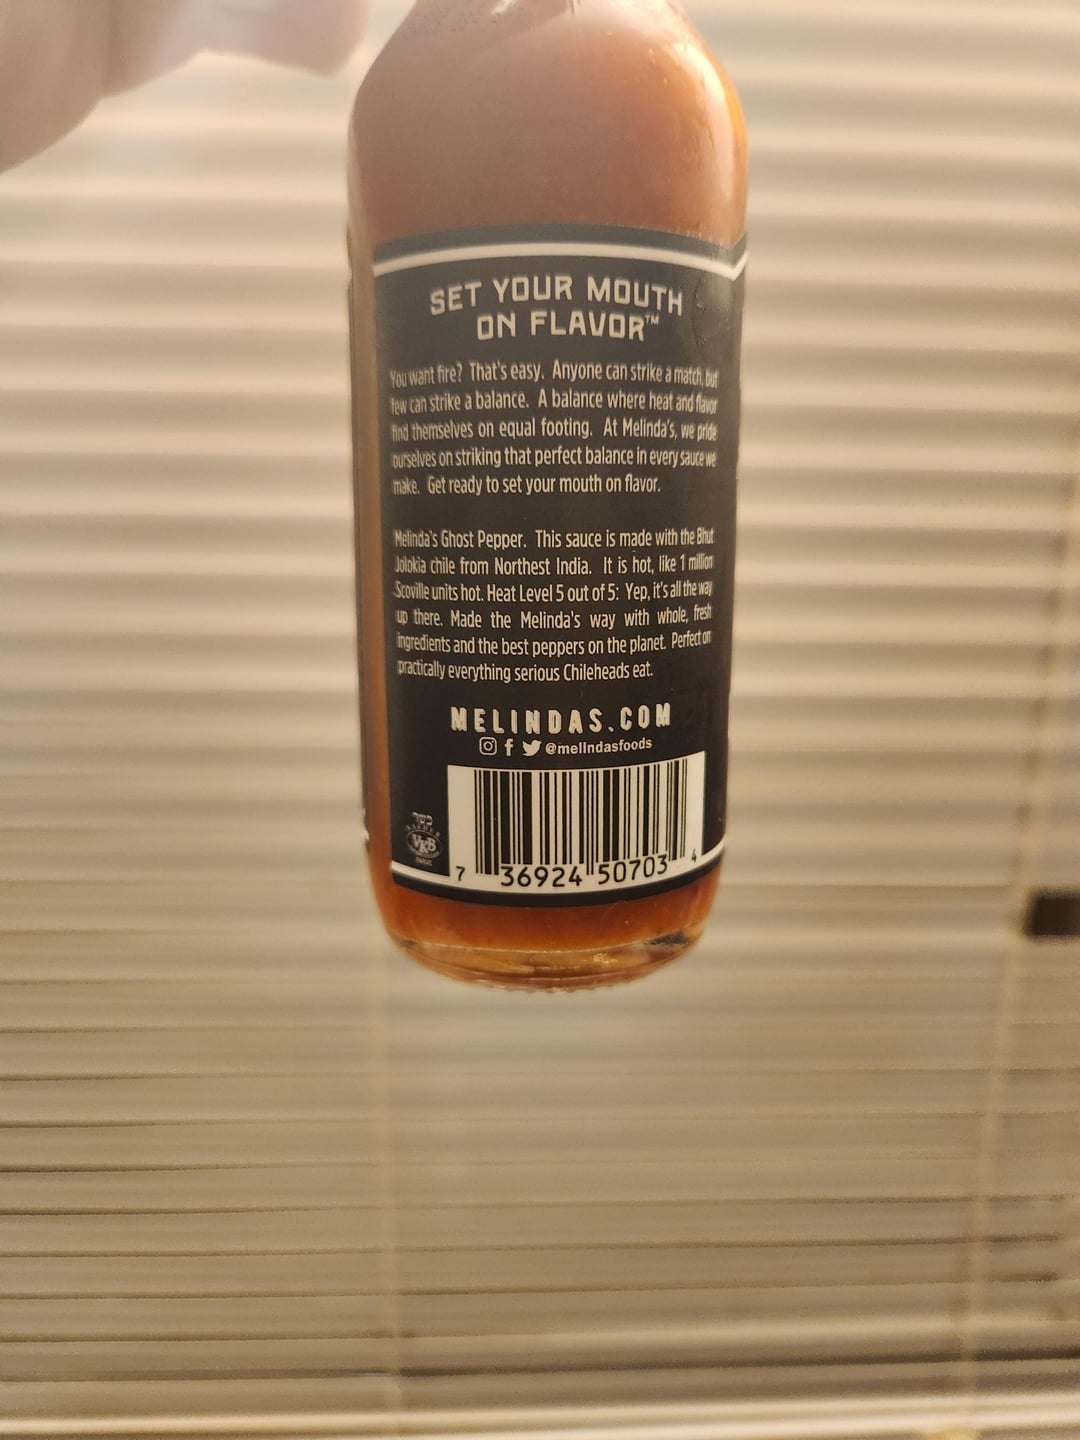 SET YOUR MOUTH
ON FLAVOR™
You want fire? That's easy. Anyone can strike a match, but
few can strike a balance. A balance where heat and flavor
find themselves on equal footing. At Melinda's, we pride
ourselves on striking that perfect balance in every sauce we
make. Get ready to set your mouth on flavor.
Melinda's Ghost Pepper. This sauce is made with the Bhut
Jolokia chile from Northest India. It is hot, like 1 million
Scoville units hot. Heat Level 5 out of 5: Yep, it's all the way
up there. Made the Melinda's way with whole, fresh
ingredients and the best peppers on the planet. Perfect on
practically everything serious Chileheads eat.
MELINDAS.COM
@melindasfoods
כשר
KOSHER
VKB
7 36924 50703 4